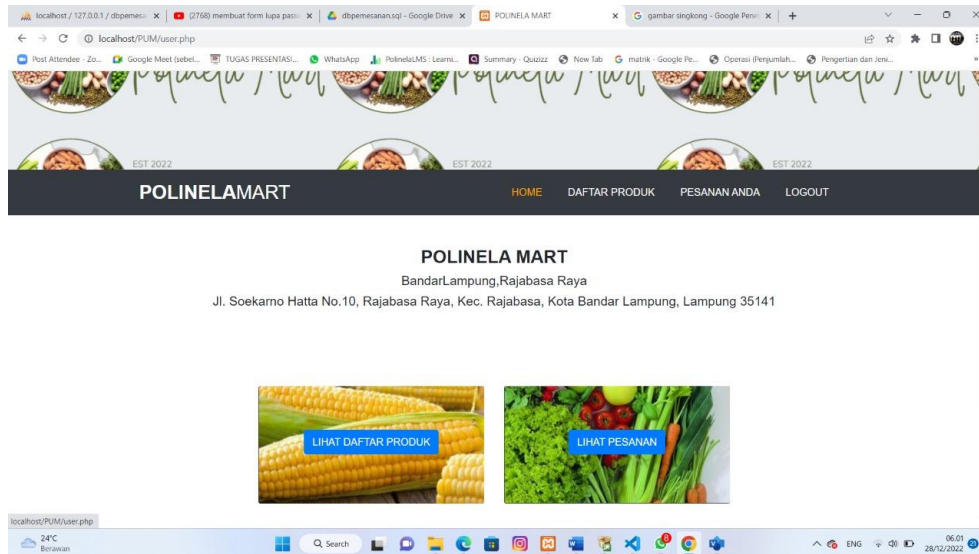 localhost / 127.0.0.1 / dbpemesa
(2768) membuat form lupa passw
dbpemesanan.sql - Google Drive
POLINELA MART
gambar singkong - Google Penel
localhost/PUM/user.php
Post Attendee - Zo...
Google Meet (sebel...
TUGAS PRESENTASI...
WhatsApp
PolinelaLMS : Learni...
Summary - Quizizz
New Tab
matrik - Google Pe...
Operasi (Penjumlah...
Pengertian dan Jeni...
Polinela Mart
EST 2022
EST 2022
EST 2022
POLINELAMART
HOME
DAFTAR PRODUK
PESANAN ANDA
LOGOUT
POLINELA MART
BandarLampung,Rajabasa Raya
Jl. Soekarno Hatta No.10, Rajabasa Raya, Kec. Rajabasa, Kota Bandar Lampung, Lampung 35141
LIHAT DAFTAR PRODUK
LIHAT PESANAN
localhost/PUM/user.php
24°C
Berawan
Search
ENG
06.01
28/12/2022